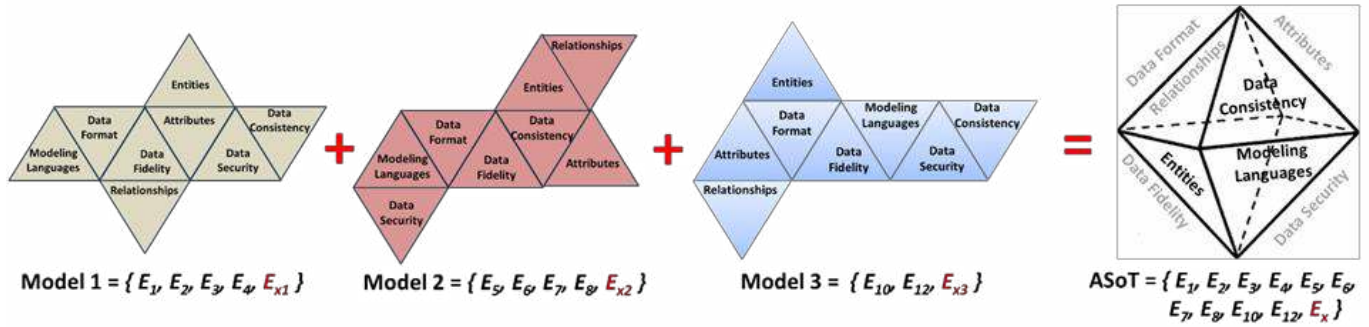 Entities
Data
Format
Attributes
Data
Consistency
Modeling
Languages
Data
Fidelity
Data
Security
Relationships
Model 1 = { E1, E2, E3, E4, Ex1 }
+
Relationships
Entities
Data
Format
Data
Consistency
Modeling
Languages
Data
Fidelity
Attributes
Data
Security
Model 2 = { E5, E6, E7, E8, Ex2 }
+
Entities
Data
Format
Modeling
Languages
Data
Consistency
Attributes
Data
Fidelity
Data
Security
Relationships
Model 3 = { E10, E12, Ex3 }
=
Data Format
Relationships
Attributes
Data
Consistency
Entities
Data Fidelity
Modeling
Languages
Data Security
ASoT = { E1, E2, E3, E4, E5, E6,
E7, E8, E10, E12, Ex }